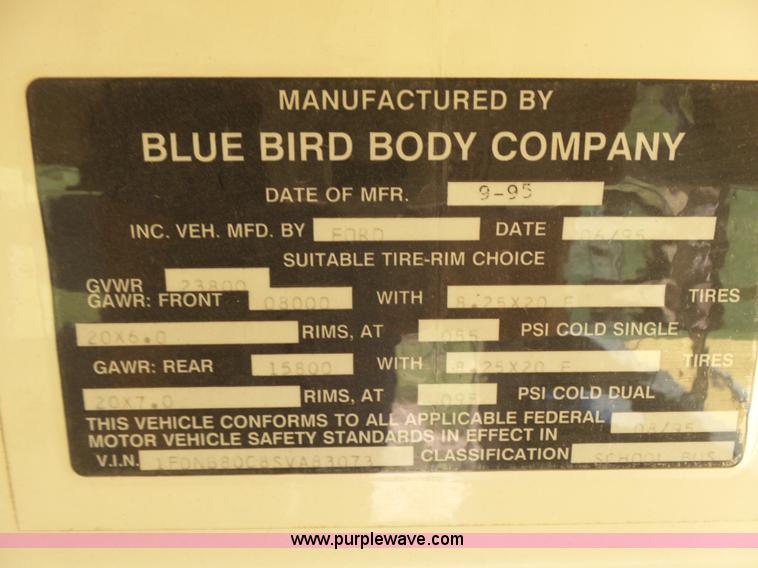 MANUFACTURED BY
BLUE BIRD BODY COMPANY
DATE OF MFR. 9-95
INC. VEH. MFD. BY FORD DATE 06/95
SUITABLE TIRE-RIM CHOICE
GVWR 23800
GAWR: FRONT 08000 WITH 8.25X20 E TIRES
20X6.0 RIMS, AT PSI COLD SINGLE
GAWR: REAR 15800 WITH 8.25X20 E TIRES
20X7.0 RIMS, AT 095 PSI COLD DUAL
THIS VEHICLE CONFORMS TO ALL APPLICABLE FEDERAL 08/95
MOTOR VEHICLE SAFETY STANDARDS IN EFFECT IN
V.I.N. 1FDNB80C8SVA83073 CLASSIFICATION SCHOOL BUS
www.purplewave.com